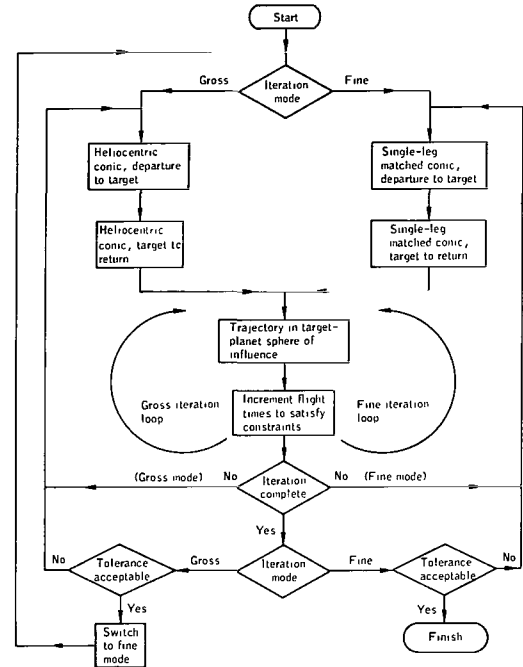 Start
Gross
Fine
Iteration
mode
Heliocentric
conic, departure
to target
Single-leg
matched conic,
departure to target
Heliocentric
conic, target to
return
Single-leg
matched conic,
target to return
Trajectory in target-
planet sphere of
influence
Gross iteration
loop
Increment flight
times to satisfy
constraints
Fine iteration
loop
(Gross mode)
No
Iteration
complete
No
(Fine mode)
Yes
No
Tolerance
acceptable
Gross
Iteration
mode
Fine
Tolerance
acceptable
No
Yes
Yes
Switch
to fine
mode
Finish